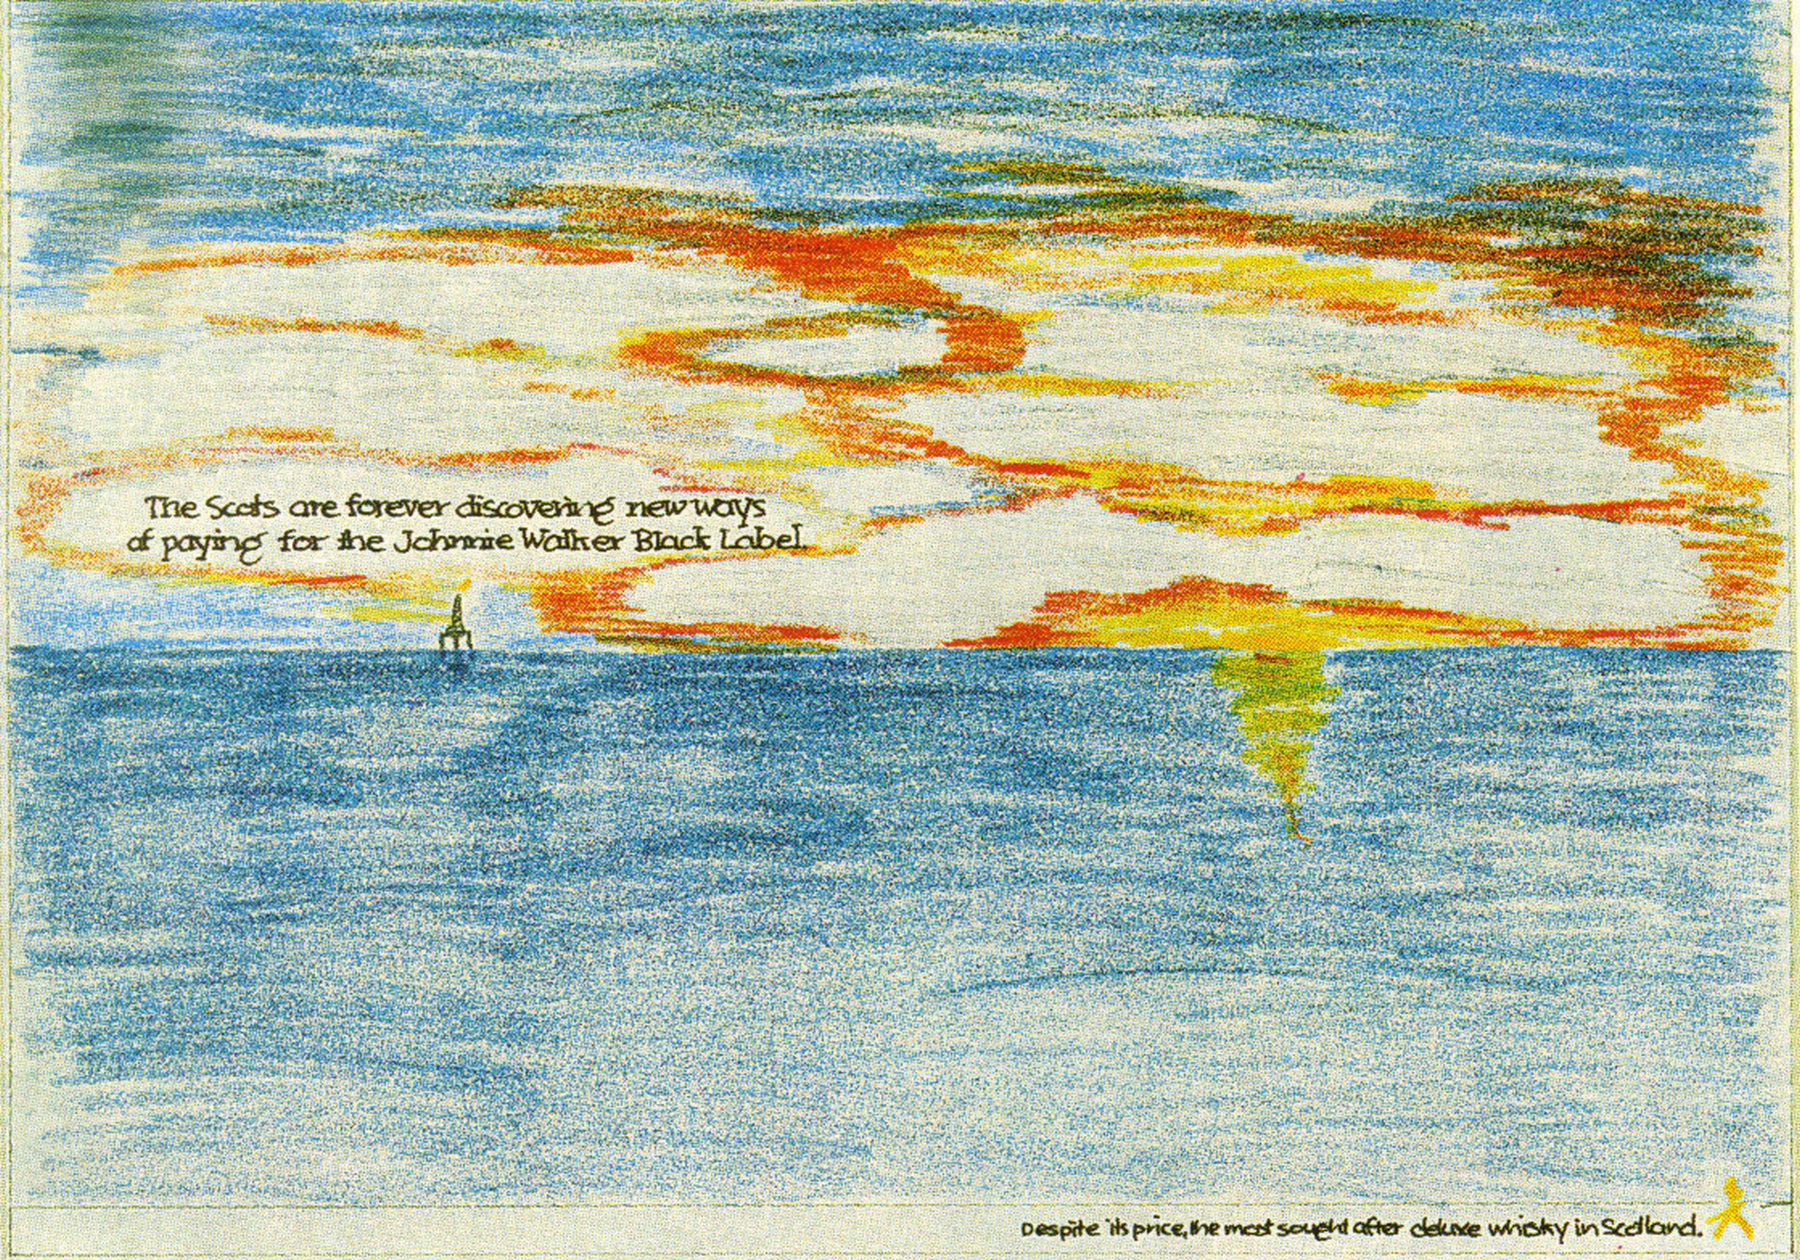 The Scots are forever discovering new ways
of paying for the Johnnie Walker Black Label.
Despite its price, the most sought after deluxe whisky in Scotland.